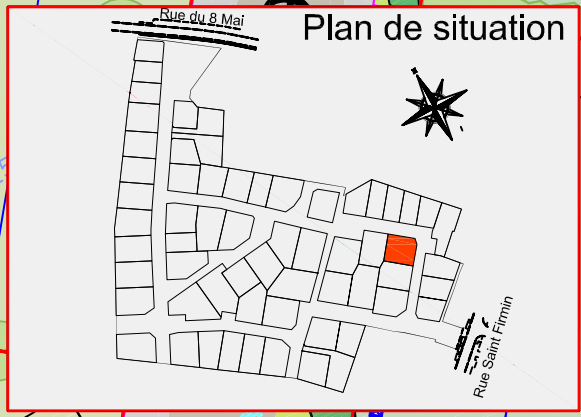 Plan de situation
Rue du 8 Mai
Rue Saint Firmin